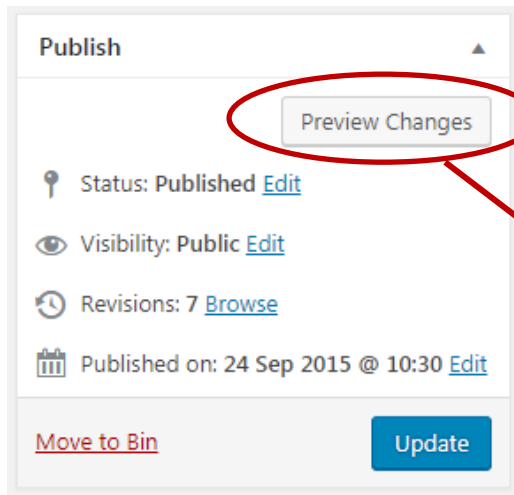 Publish
Preview Changes
Status: Published Edit
Visibility: Public Edit
Revisions: 7 Browse
Published on: 24 Sep 2015 @ 10:30 Edit
Move to Bin Update